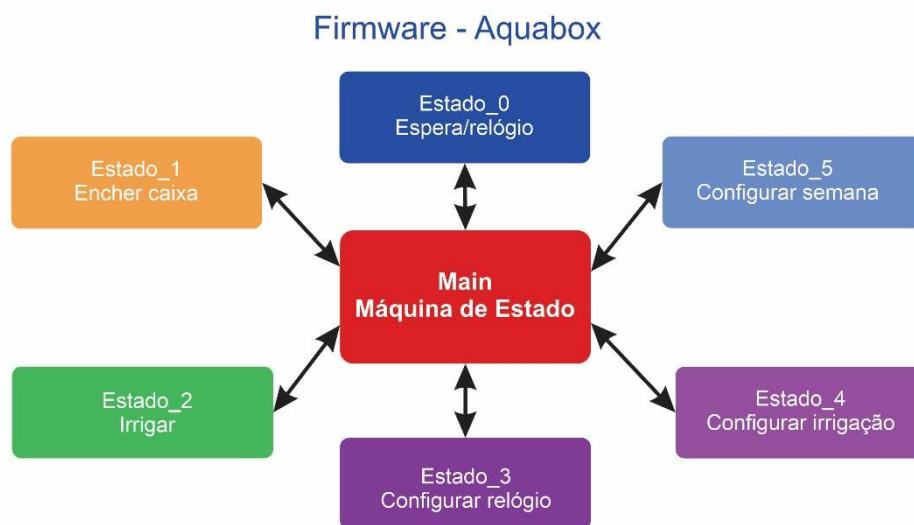 Firmware - Aquabox
Estado_0
Espera/relógio
Estado_1
Encher caixa
Estado_5
Configurar semana
Main
Máquina de Estado
Estado_2
Irrigar
Estado_4
Configurar irrigação
Estado_3
Configurar relógio